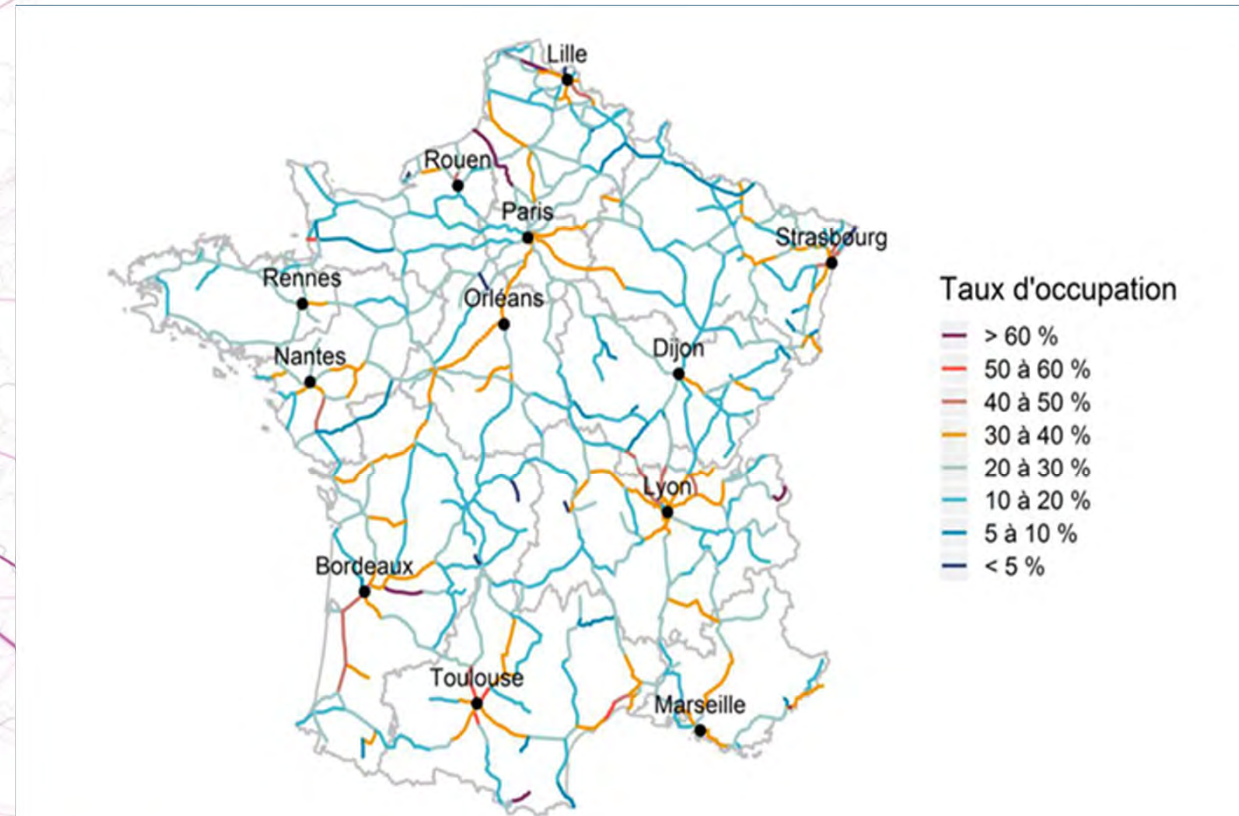 Lille
Rouen
Paris
Strasbourg
Rennes
Orléans
Nantes
Dijon
Lyon
Bordeaux
Toulouse
Marseille
Taux d'occupation
> 60 %
50 à 60 %
40 à 50 %
30 à 40 %
20 à 30 %
10 à 20 %
5 à 10 %
< 5 %